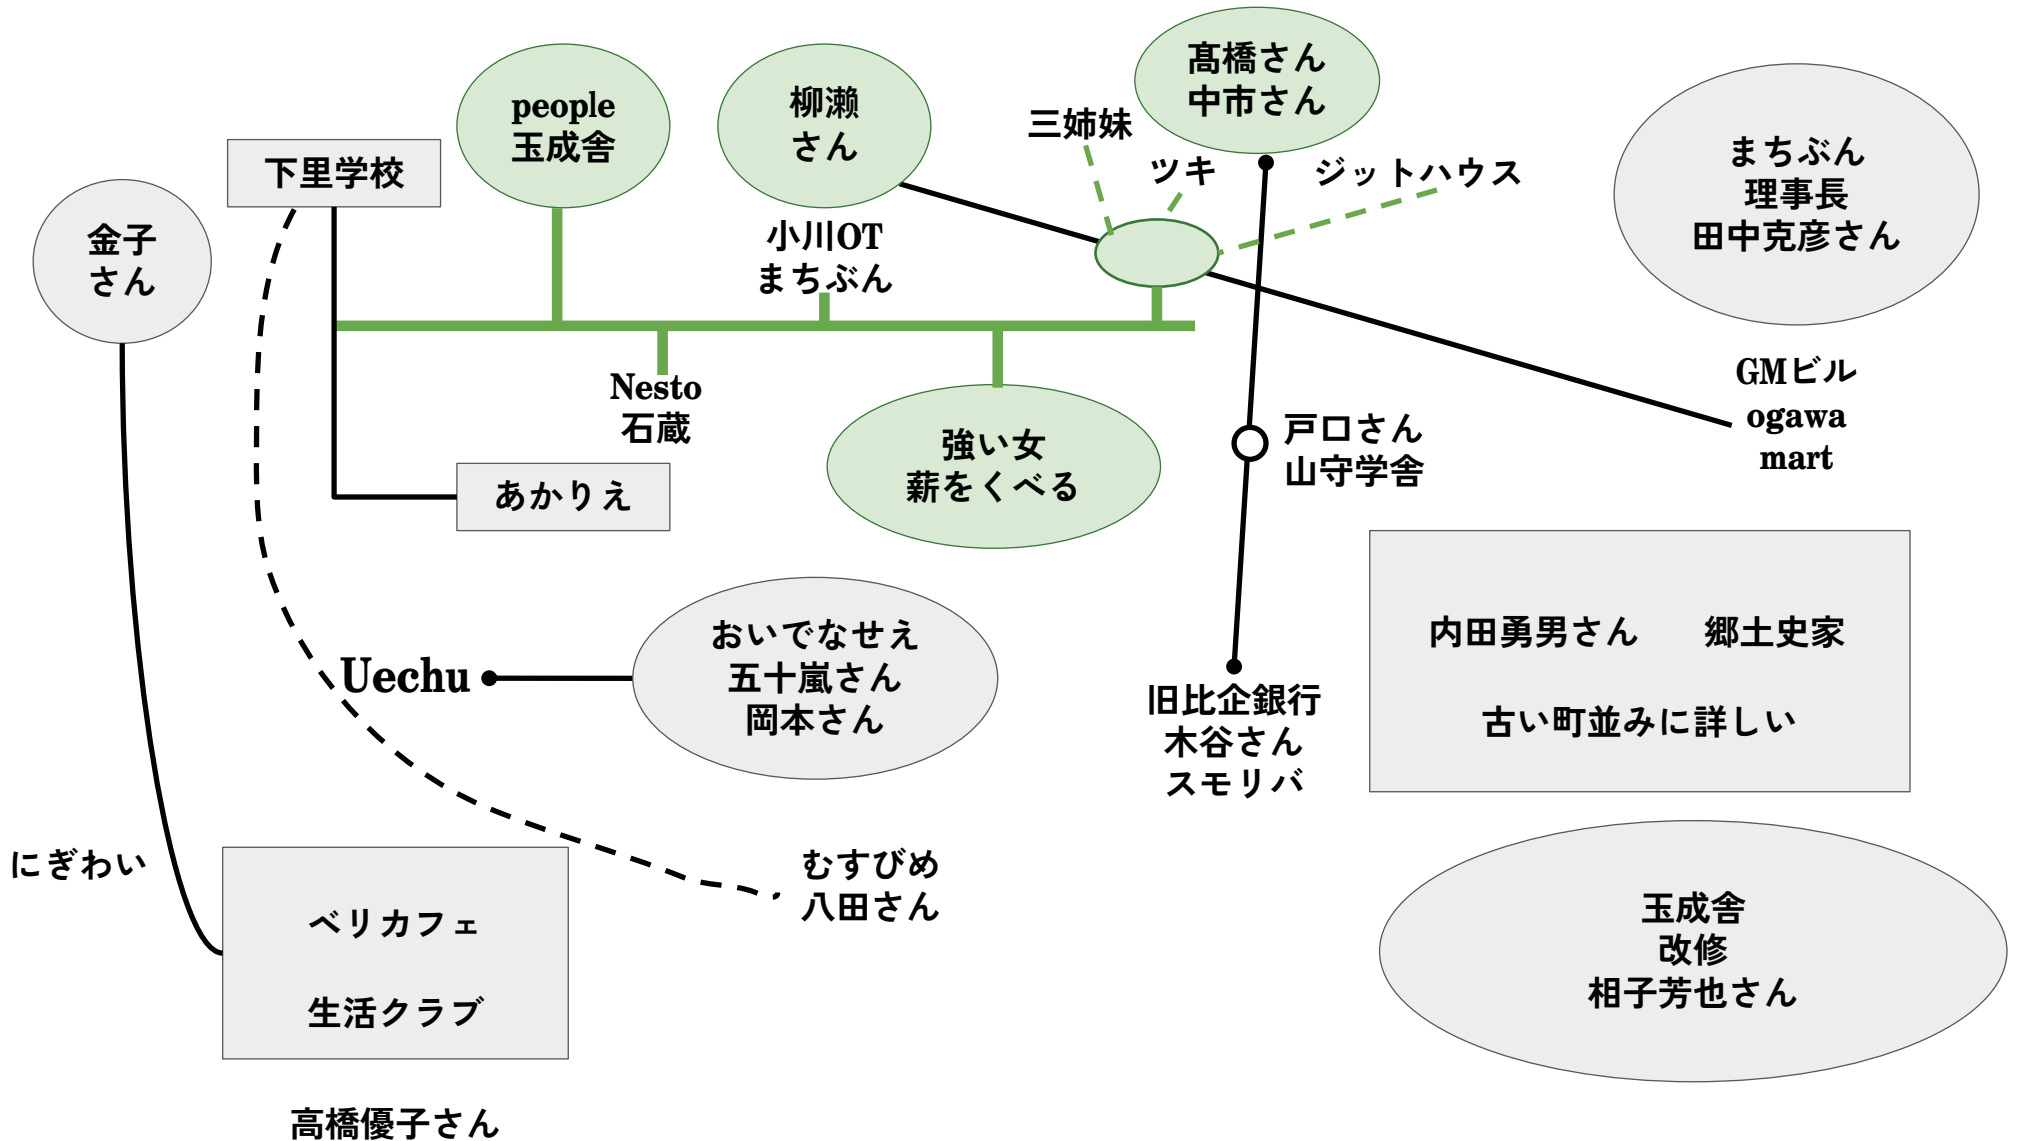 people
玉成舎
柳瀬
さん
髙橋さん
中市さん
三姉妹
ツキ
ジットハウス
まちぶん
理事長
田中克彦さん
下里学校
金子
さん
小川OT
まちぶん
Nesto
石蔵
GMビル
ogawa
mart
強い女
薪をくべる
戸口さん
山守学舎
あかりえ
おいでなせえ
五十嵐さん
岡本さん
Uechu
内田勇男さん　郷土史家
古い町並みに詳しい
旧比企銀行
木谷さん
スモリバ
にぎわい
むすびめ
八田さん
ベリカフェ
生活クラブ
玉成舎
改修
相子芳也さん
高橋優子さん